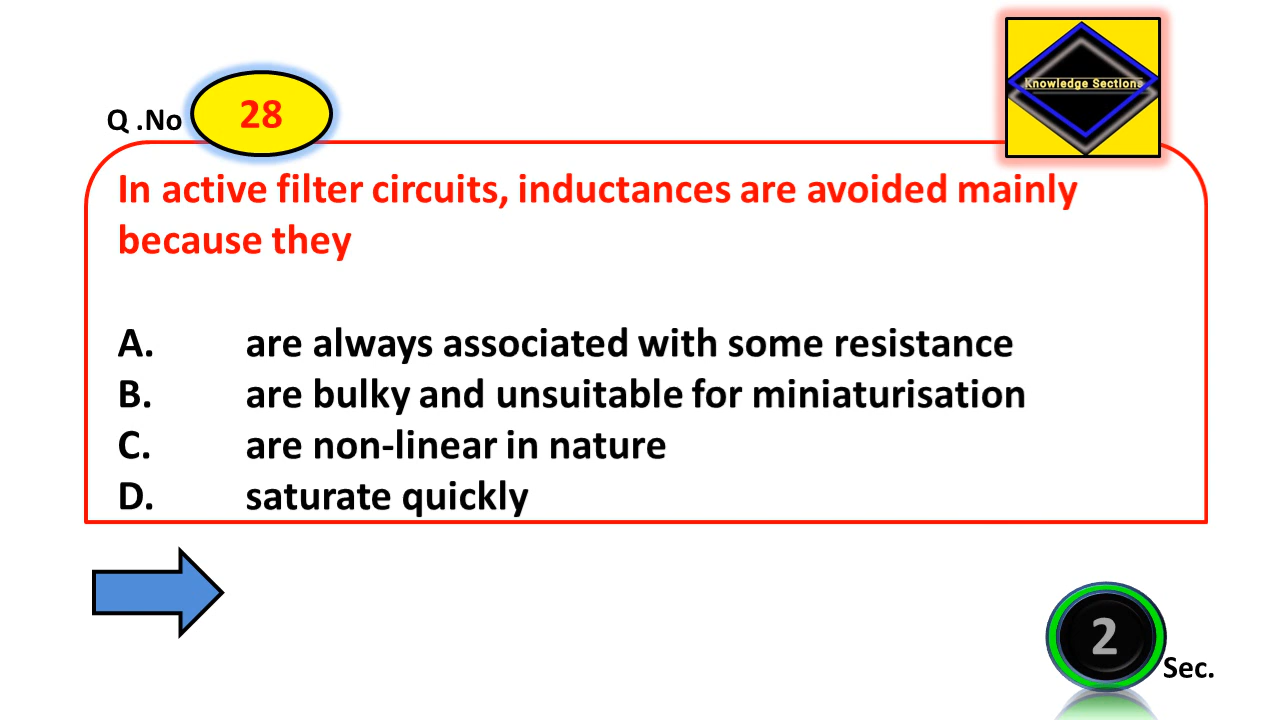 Knowledge Sections
Q .No 28
In active filter circuits, inductances are avoided mainly
because they
A. are always associated with some resistance
B. are bulky and unsuitable for miniaturisation
C. are non-linear in nature
D. saturate quickly
2
Sec.